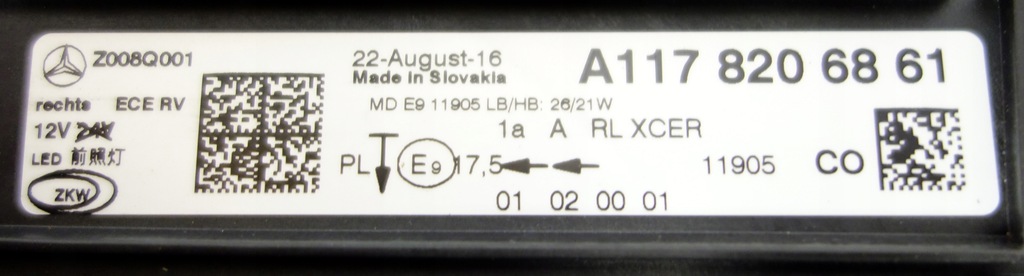 Z008Q001
rechts ECE RV
12V 24V
LED 前照灯
ZKW
22-August-16
Made in Slovakia
A117 820 68 61
MD E9 11905 LB/HB: 26/21W
1a A RL XCER
PL E9 17,5 11905 CO
01 02 00 01